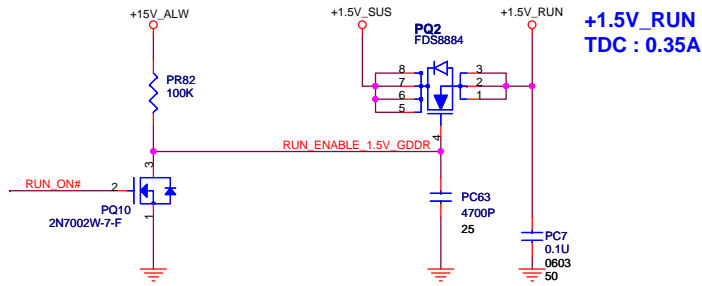 +15V_ALW
+1.5V_SUS
+1.5V_RUN
+1.5V_RUN
TDC : 0.35A
PQ2
FDS8884
PR82
100K
8
7
6
5
3
2
1
4
RUN_ENABLE_1.5V_GDDR
3
RUN_ON#
2
PQ10
2N7002W-7-F
1
PC63
4700P
25
PC7
0.1U
0603
50